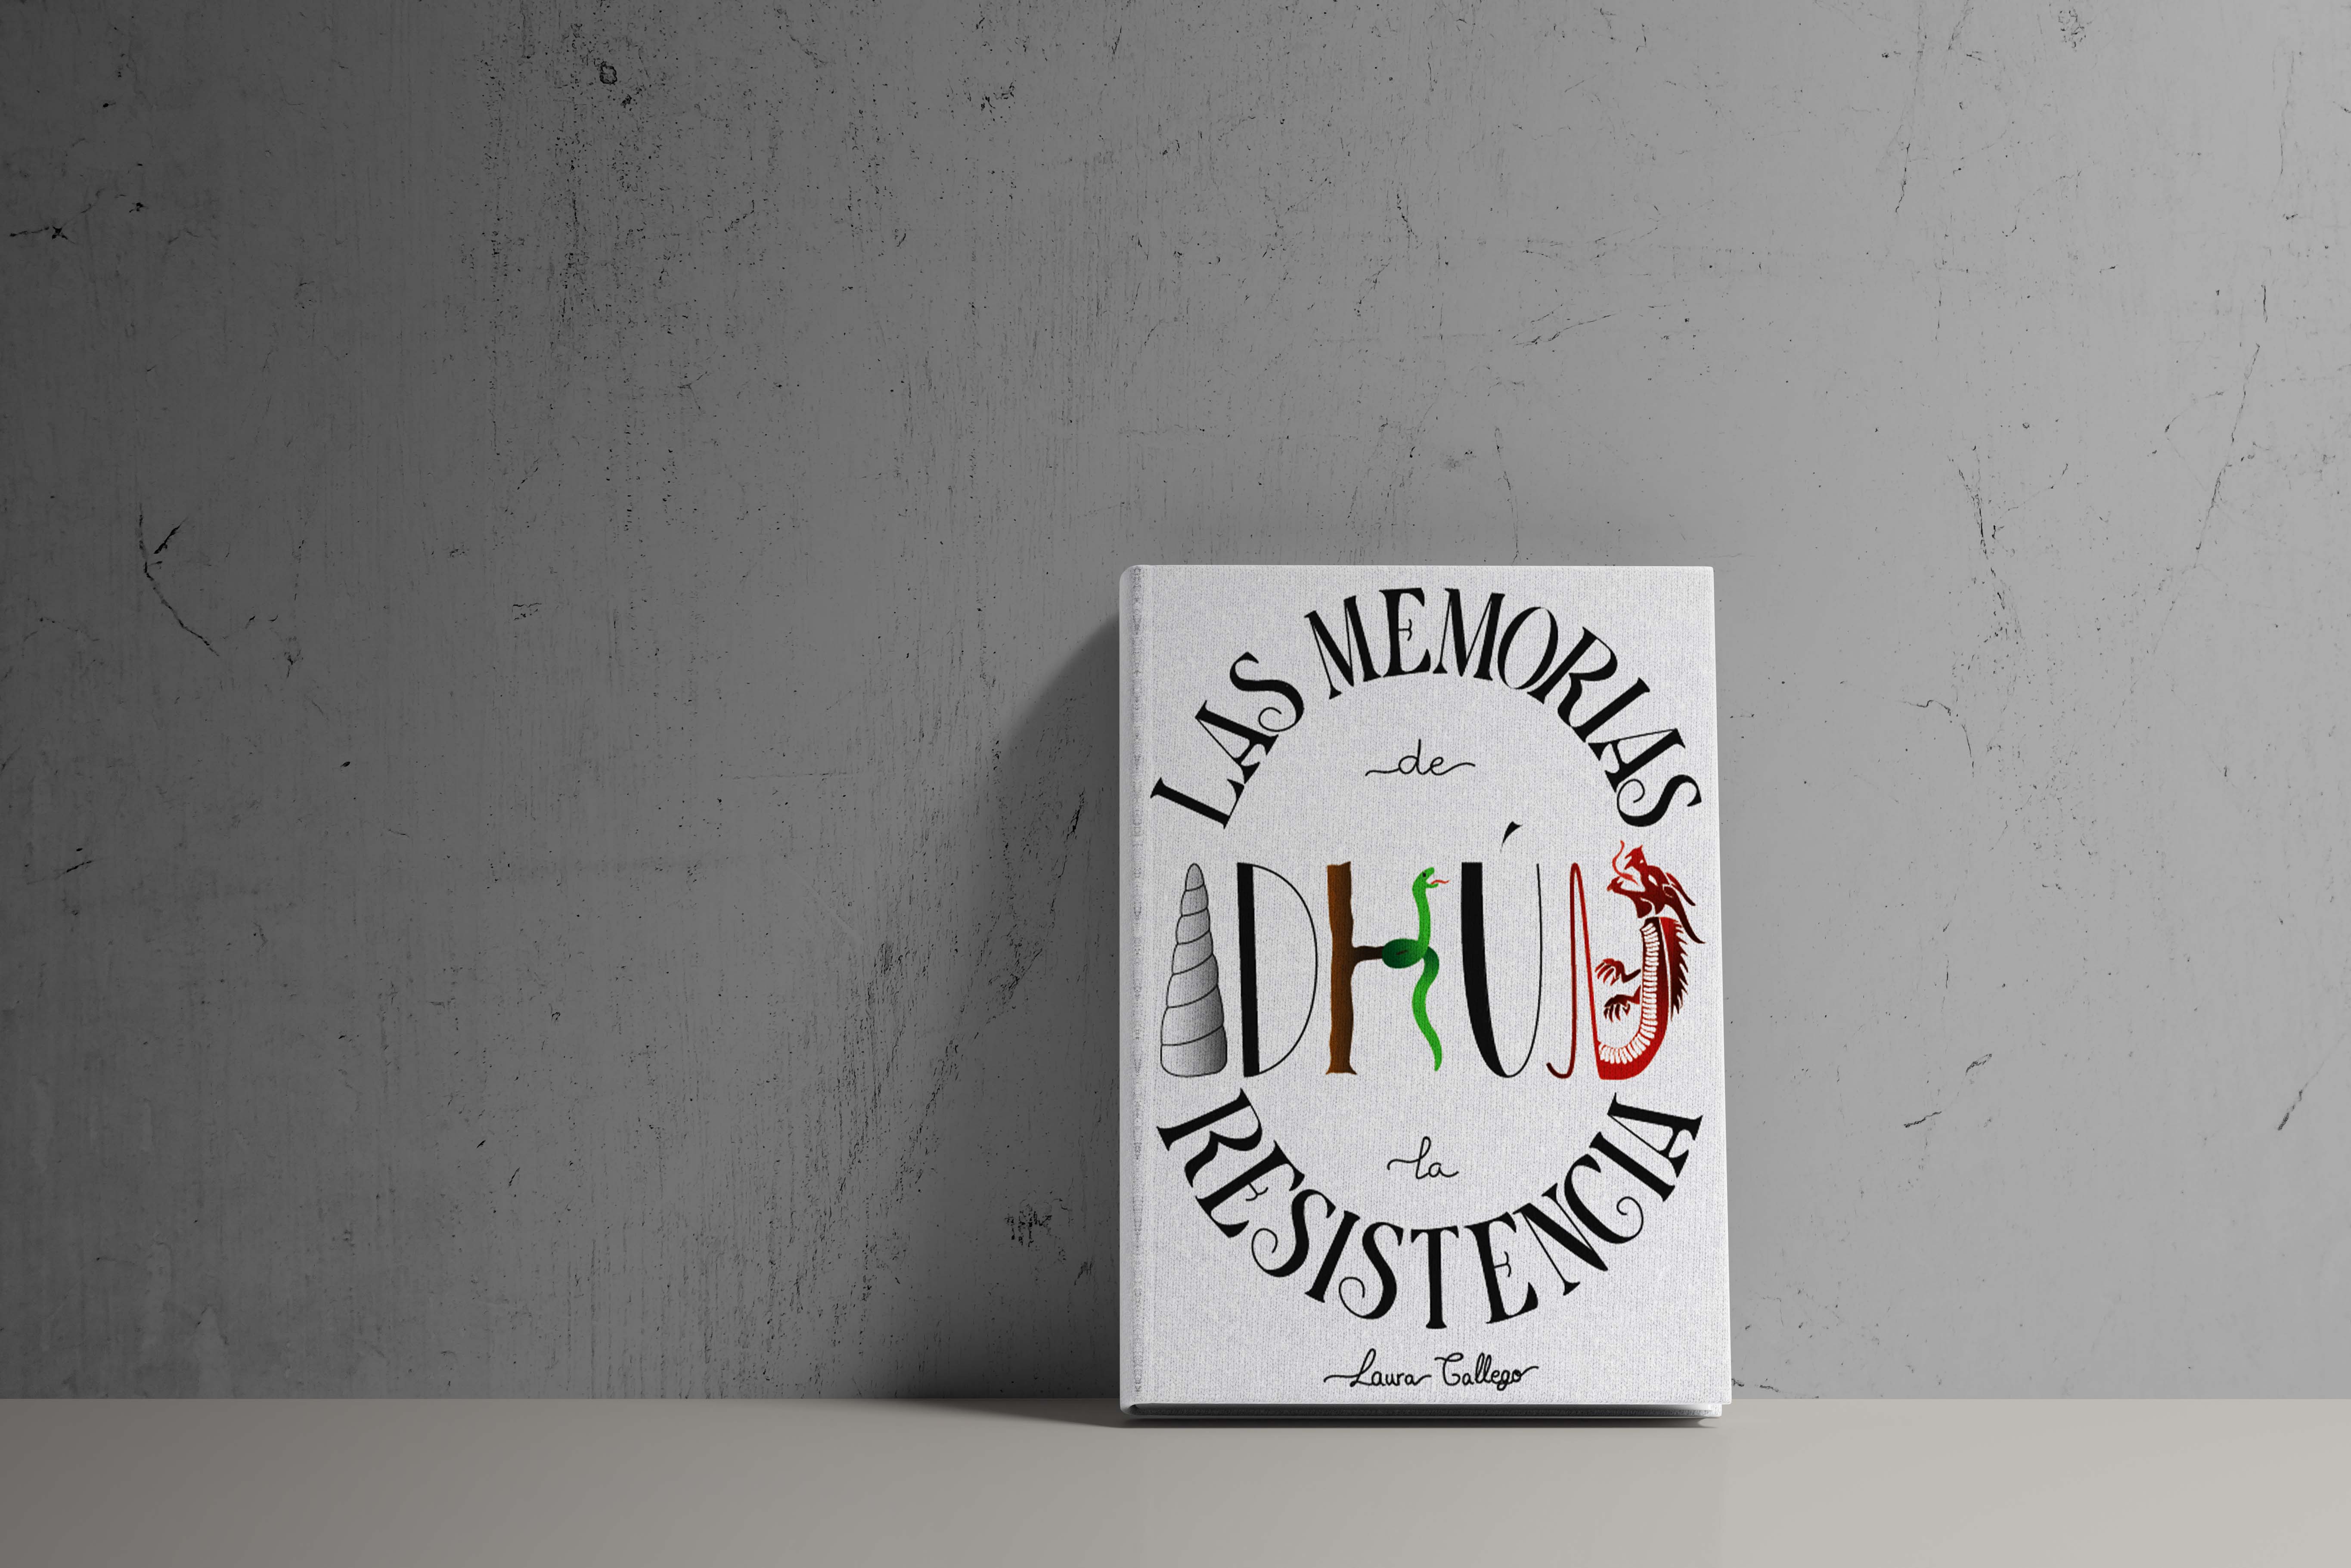 LAS MEMORIAS
de
IDHÚN
la
RESISTENCIA
Laura Gallego